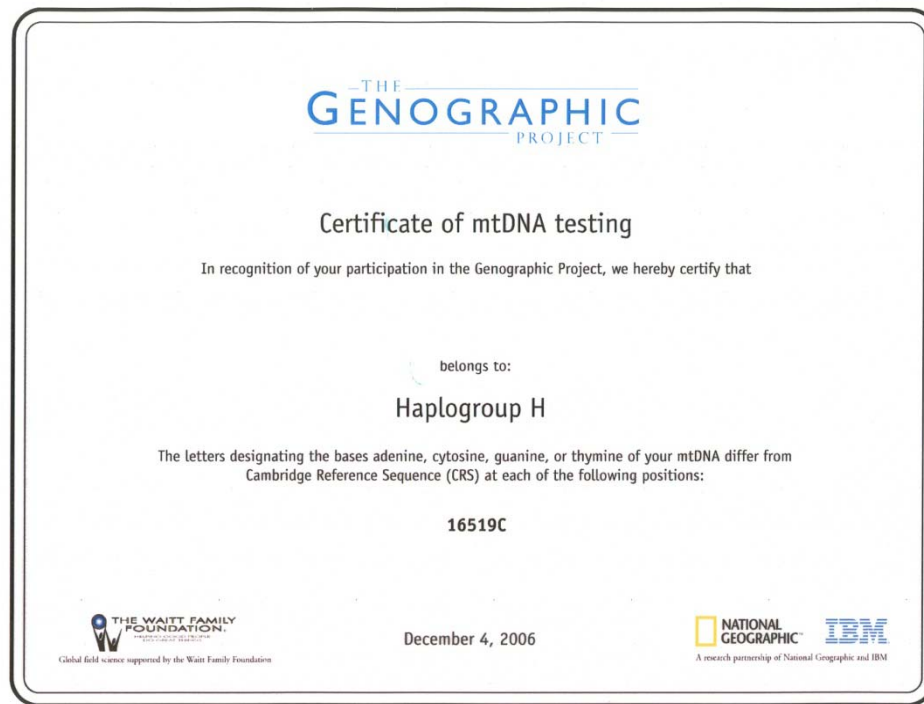 THE
GENOGRAPHIC
PROJECT
Certificate of mtDNA testing
In recognition of your participation in the Genographic Project, we hereby certify that
belongs to:
Haplogroup H
The letters designating the bases adenine, cytosine, guanine, or thymine of your mtDNA differ from
Cambridge Reference Sequence (CRS) at each of the following positions:
16519C
THE WAITT FAMILY
FOUNDATION.
Global field science supported by the Waitt Family Foundation
December 4, 2006
NATIONAL
GEOGRAPHIC™
IBM
A research partnership of National Geographic and IBM